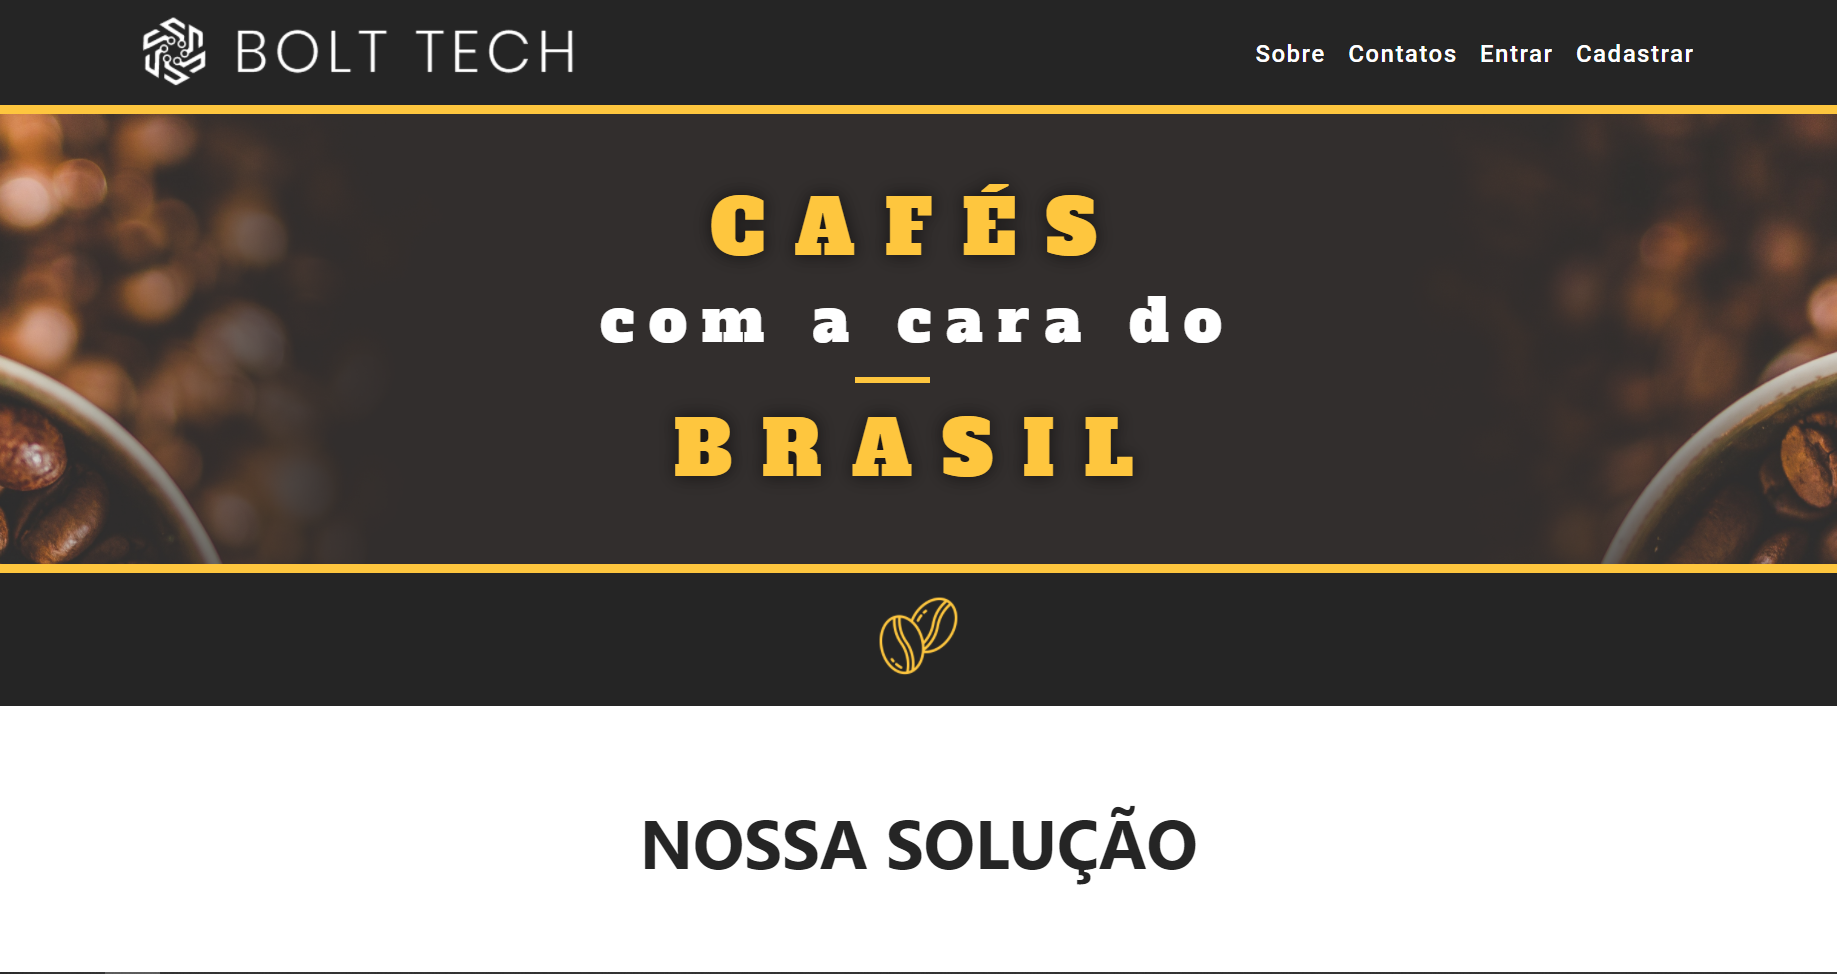 BOLT TECH
Sobre Contatos Entrar Cadastrar
CAFÉS
com a cara do
BRASIL
NOSSA SOLUÇÃO